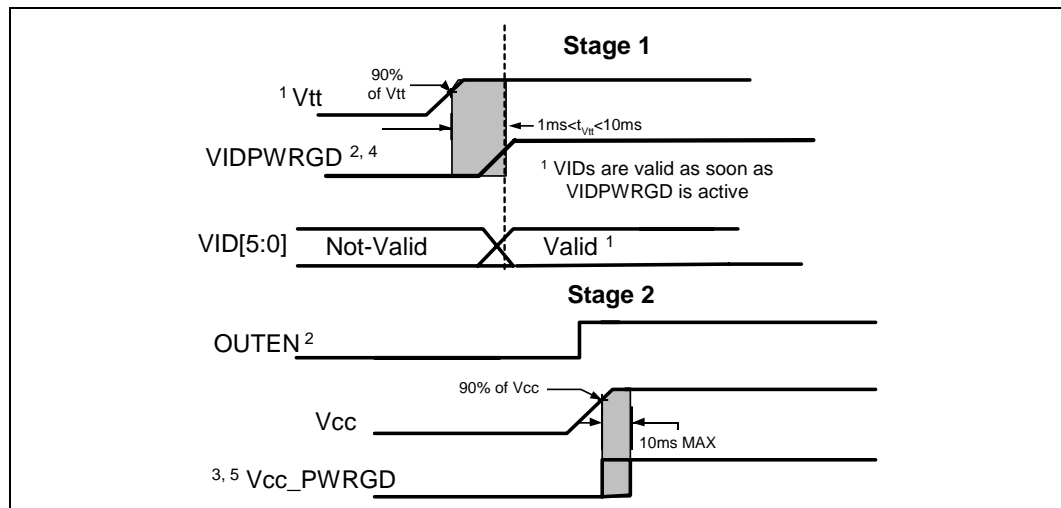 Stage 1
90%
of Vtt
1 Vtt
1ms<tVtt<10ms
VIDPWRGD 2, 4
1 VIDs are valid as soon as
VIDPWRGD is active
VID[5:0]
Not-Valid
Valid 1
Stage 2
OUTEN 2
90% of Vcc
Vcc
10ms MAX
3, 5 Vcc_PWRGD